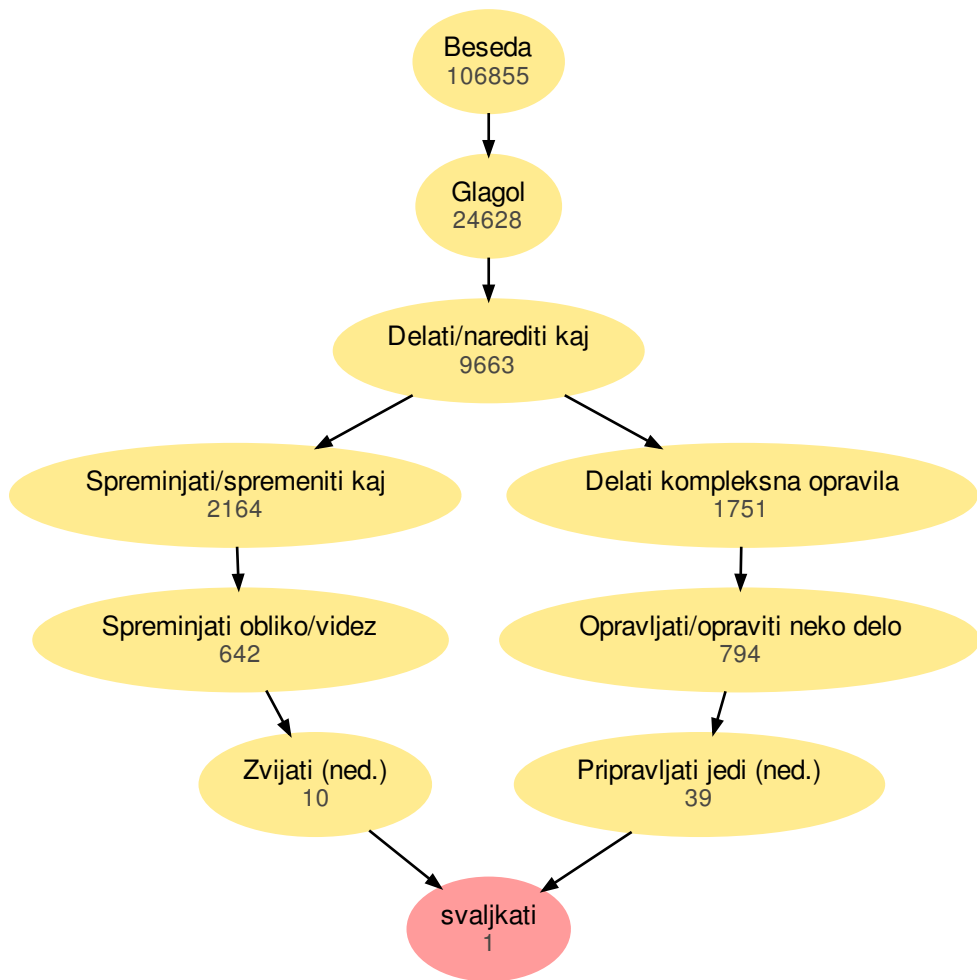 Beseda
106855
Glagol
24628
Delati/narediti kaj
9663
Spreminjati/spremeniti kaj
2164
Delati kompleksna opravila
1751
Spreminjati obliko/videz
642
Opravljati/opraviti neko delo
794
Zvijati (ned.)
10
Pripravljati jedi (ned.)
39
svaljkati
1